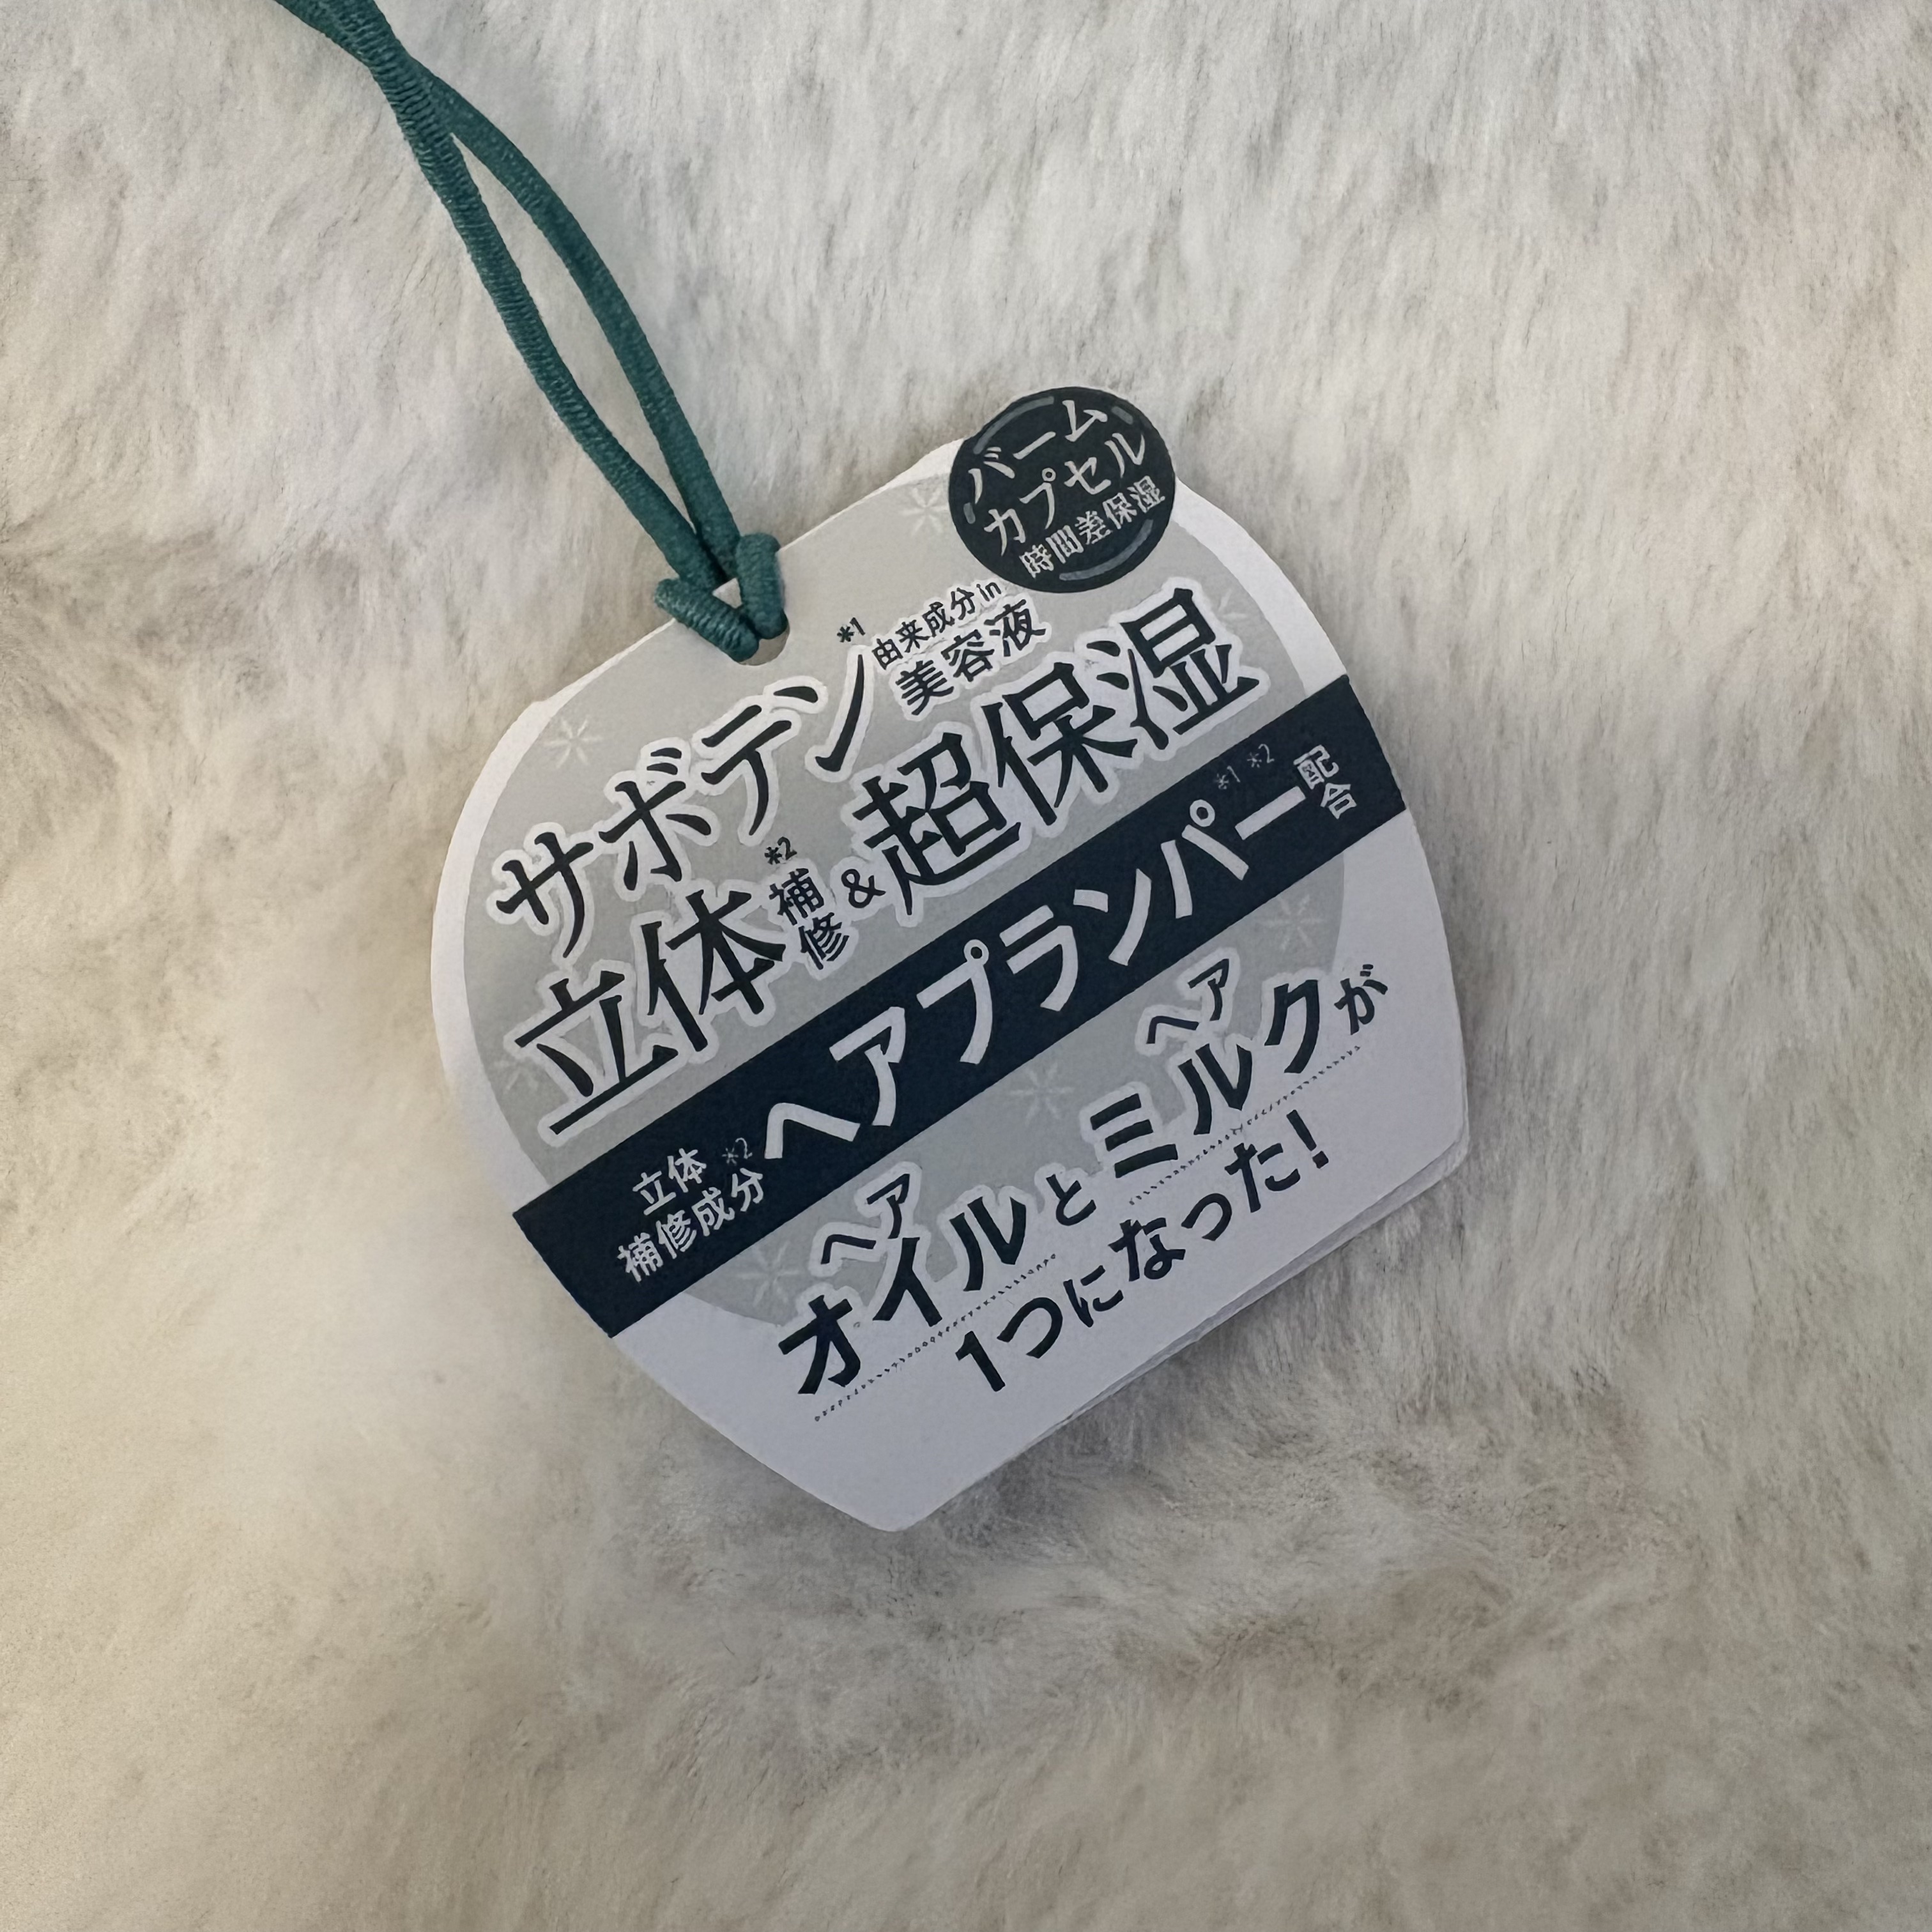 バーム
カプセル
時間差保湿
サボテン*1由来成分in美容液
立体*2補修&超保湿
立体補修成分※2ヘアプランパー※1 ※2配合
ヘアオイルとヘアミルクが
1つになった!